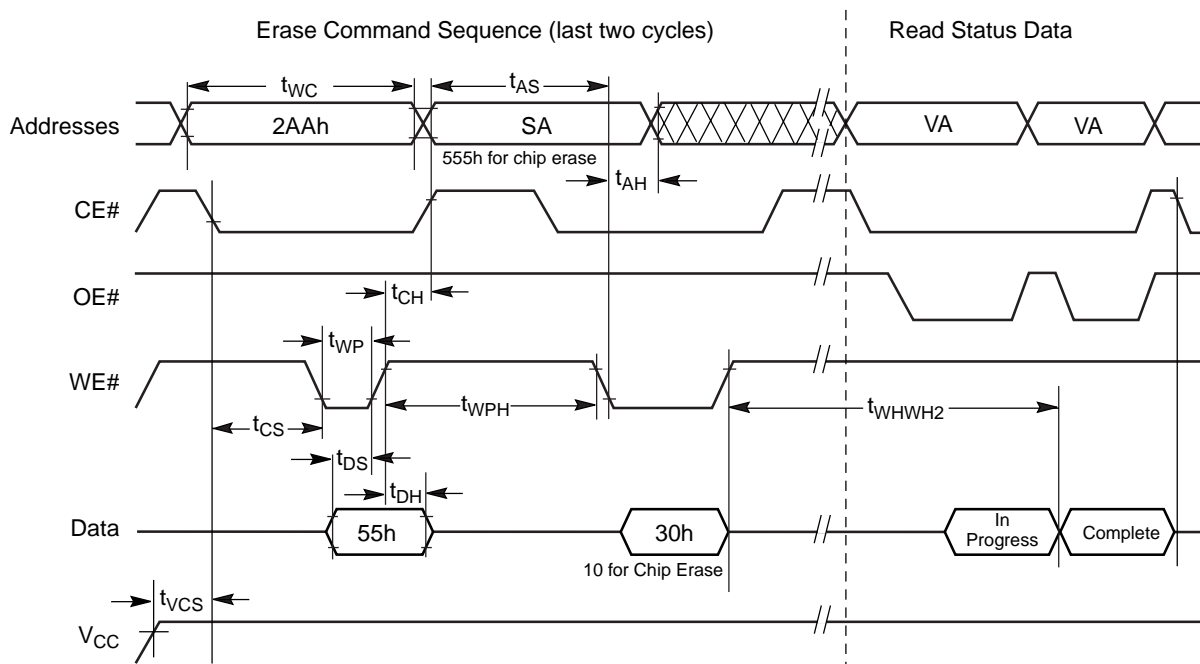 Erase Command Sequence (last two cycles)
Read Status Data
tWC
tAS
Addresses
2AAh
SA
VA
VA
555h for chip erase
tAH
CE#
OE#
tCH
tWP
WE#
tWPH
tWHWH2
tCS
tDS
tDH
Data
55h
30h
In
Progress
Complete
10 for Chip Erase
tVCS
VCC